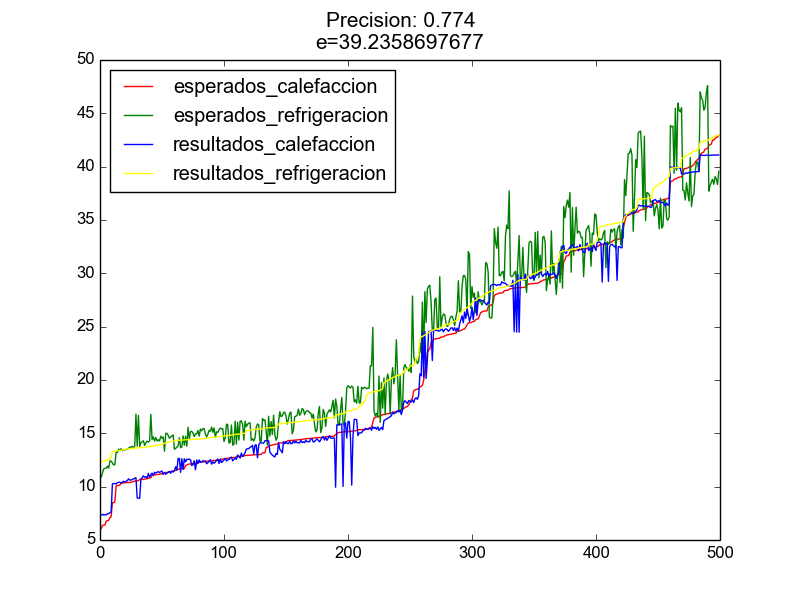 Precision: 0.774
e=39.2358697677
esperados_calefaccion
esperados_refrigeracion
resultados_calefaccion
resultados_refrigeracion
50
45
40
35
30
25
20
15
10
5
0 100 200 300 400 500